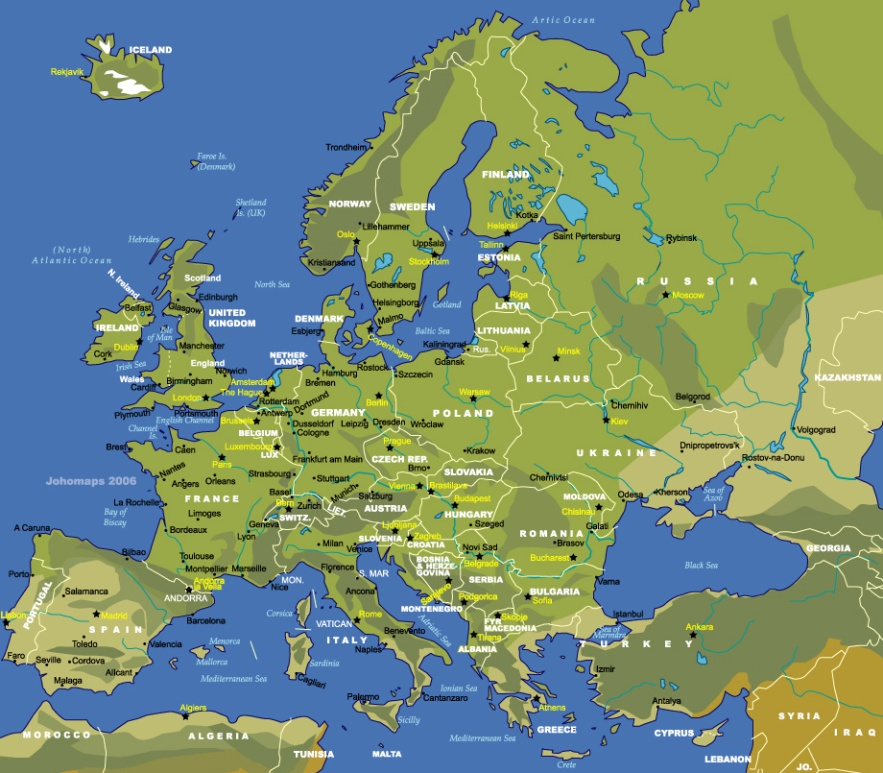 Artic Ocean
ICELAND
Rekjavik
Faroe Is.
(Denmark)
Trondheim
FINLAND
NORWAY
SWEDEN
Shetland
Is. (UK)
Kotka
Lillehammer
Helsinki
Oslo
Uppsala
Saint Pertersburg
Rybinsk
Hebrides
Tallinn
(North)
Atlantic Ocean
Stockholm
ESTONIA
Kristiansand
Scotland
North Sea
Gothenberg
RUSSIA
N. Ireland
Edinburgh
Riga
Moscow
Helsingborg
Gotland
LATVIA
Belfast
Glasgow
UNITED
KINGDOM
DENMARK
Malmo
IRELAND
Isle
of Man
Esbjerg
Baltic Sea
LITHUANIA
Dublin
Manchester
Copenhagen
Kaliningrad
Rus.
Vilnius
Minsk
Cork
Irish Sea
England
NETHER-
LANDS
Rostock
Gdansk
Norwich
Hamburg
Szczecin
BELARUS
KAZAKHSTAN
Wales
Birmingham
Amsterdam
Bremen
Cardiff
The Hague
Warsaw
London
Rotterdam
Dortmund
Berlin
Belgorod
Plymouth
Portsmouth
Antwerp
GERMANY
POLAND
Chernihiv
English Channel
Brussels
Dusseldorf
Leipzig
Dresden
Wroclaw
Kiev
Channel
Is.
BELGIUM
Cologne
Volgograd
Brest
Caen
Luxembourg
Prague
Dnipropetrovs'k
LUX
Krakow
UKRAINE
Rostov-na-Donu
Paris
Frankfurt am Main
CZECH REP.
Nantes
Brno
SLOVAKIA
Johomaps 2006
Angers
Orleans
Strasbourg
Stuttgart
Chernivtsi
Munich
Vienna
Brastilava
FRANCE
Basel
Salburg
Budapest
MOLDOVA
Odesa
Kherson
Sea of
Azov
La Rochelle
Bern
Zurich
LIET.
AUSTRIA
Chisinau
Bay of
Biscay
Limoges
SWITZ.
HUNGARY
A Caruna
Bordeaux
Geneva
Ljubljana
Szeged
Galati
Lyon
SLOVENIA
Zagreb
ROMANIA
CROATIA
Milan
Venice
Brasov
Bilbao
Toulouse
Novi Sad
GEORGIA
Florence
BOSNIA
& HERZE-
GOVINA
Belgrade
Bucharest
Black Sea
Porto
Montpellier
Marseille
S. MAR
Andorra
la Vella
MON.
Nice
SERBIA
Varna
Salamanca
ANDORRA
Ancona
Sarajevo
Podgorica
BULGARIA
PORTUGAL
Corsica
MONTENEGRO
Sofia
Lisbon
Madrid
Barcelona
Rome
Skopje
Istanbul
VATICAN
Adriatic Sea
FYR
MACEDONIA
Sea of
Marmara
Ankara
SPAIN
ITALY
Benevento
Tirana
Toledo
Valencia
Menorca
Naples
TURKEY
ALBANIA
Faro
Seville
Cordova
Mallorca
Sardinia
Izmir
Malaga
Alicant
Mediterranean Sea
Cagliari
Ionian Sea
Palermo
Cantanzaro
Antalya
Algiers
Sicilly
Athens
SYRIA
MOROCCO
ALGERIA
Mediterranean Sea
GREECE
CYPRUS
IRAQ
TUNISIA
MALTA
Crete
LEBANON
JO.